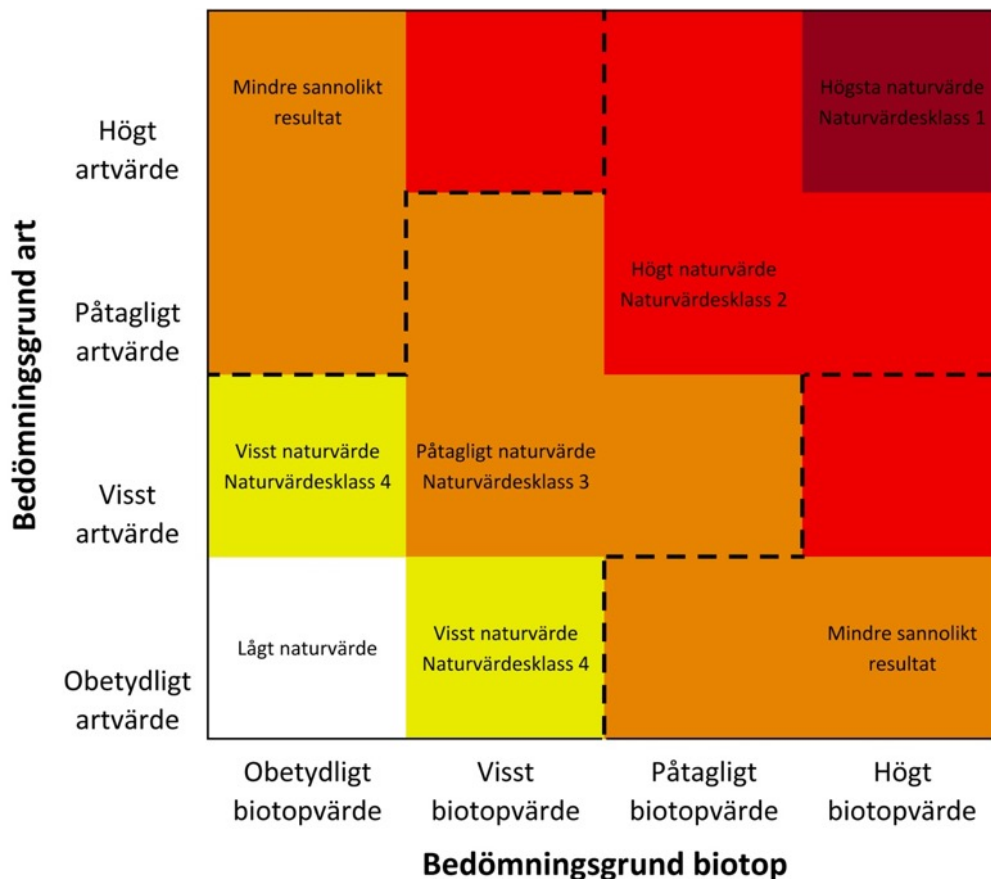 Bedömningsgrund art
Högt
artvärde
Mindre sannolikt
resultat
Högsta naturvärde
Naturvärdesklass 1
Påtagligt
artvärde
Högt naturvärde
Naturvärdesklass 2
Visst
artvärde
Visst naturvärde
Naturvärdesklass 4
Påtagligt naturvärde
Naturvärdesklass 3
Obetydligt
artvärde
Lågt naturvärde
Visst naturvärde
Naturvärdesklass 4
Mindre sannolikt
resultat
Obetydligt
biotopvärde
Visst
biotopvärde
Påtagligt
biotopvärde
Högt
biotopvärde
Bedömningsgrund biotop